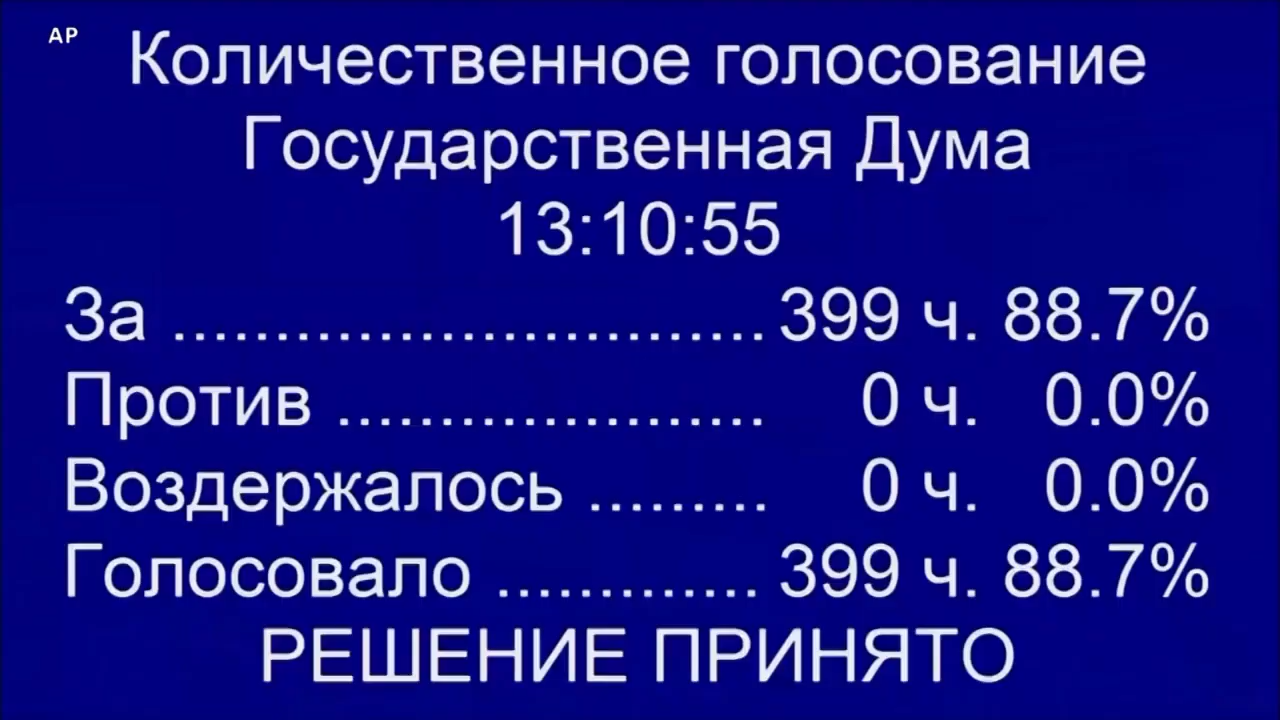 AP
Количественное голосование
Государственная Дума
13:10:55
За ............................. 399 ч. 88.7%
Против ..................... 0 ч. 0.0%
Воздержалось ......... 0 ч. 0.0%
Голосовало ............. 399 ч. 88.7%
РЕШЕНИЕ ПРИНЯТО